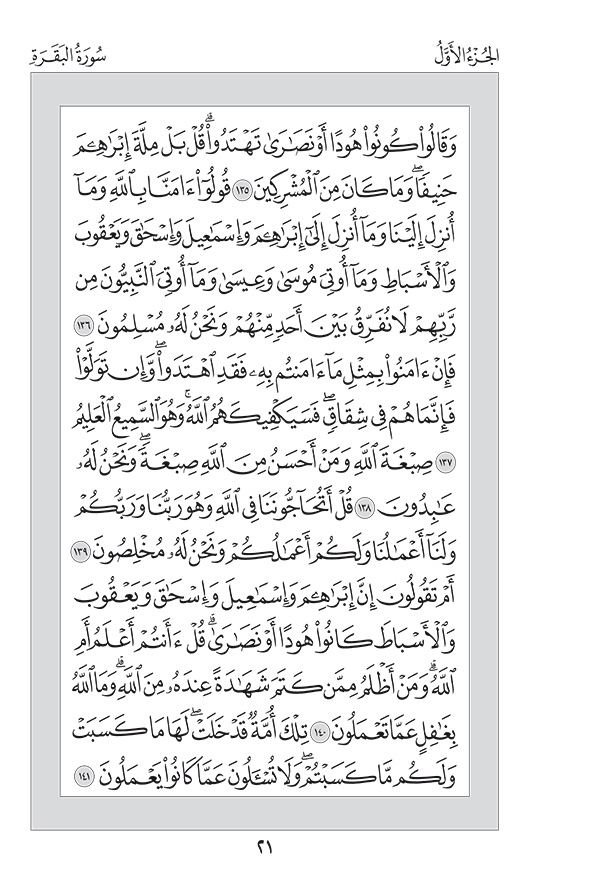 الجُزْءُ الأَوَّلُ
سُورَةُ البَقَرَةِ
وَقَالُوا۟ كُونُوا۟ هُودًا أَوْ نَصَـٰرَىٰ تَهْتَدُوا۟ ۗ قُلْ بَلْ مِلَّةَ إِبْرَٰهِـۧمَ
حَنِيفًا ۖ وَمَا كَانَ مِنَ ٱلْمُشْرِكِينَ ١٣٥ قُولُوٓا۟ ءَامَنَّا بِٱللَّهِ وَمَآ
أُنزِلَ إِلَيْنَا وَمَآ أُنزِلَ إِلَىٰٓ إِبْرَٰهِـۧمَ وَإِسْمَـٰعِيلَ وَإِسْحَـٰقَ وَيَعْقُوبَ
وَٱلْأَسْبَاطِ وَمَآ أُوتِىَ مُوسَىٰ وَعِيسَىٰ وَمَآ أُوتِىَ ٱلنَّبِيُّونَ مِن
رَّبِّهِمْ لَا نُفَرِّقُ بَيْنَ أَحَدٍ مِّنْهُمْ وَنَحْنُ لَهُۥ مُسْلِمُونَ ١٣٦
فَإِنْ ءَامَنُوا۟ بِمِثْلِ مَآ ءَامَنتُم بِهِۦ فَقَدِ ٱهْتَدَوا۟ ۖ وَّإِن تَوَلَّوْا۟
فَإِنَّمَا هُمْ فِى شِقَاقٍ ۖ فَسَيَكْفِيكَهُمُ ٱللَّهُ ۚ وَهُوَ ٱلسَّمِيعُ ٱلْعَلِيمُ
١٣٧ صِبْغَةَ ٱللَّهِ ۖ وَمَنْ أَحْسَنُ مِنَ ٱللَّهِ صِبْغَةً ۖ وَنَحْنُ لَهُۥ
عَـٰبِدُونَ ١٣٨ قُلْ أَتُحَآجُّونَنَا فِى ٱللَّهِ وَهُوَ رَبُّنَا وَرَبُّكُمْ
وَلَنَآ أَعْمَـٰلُنَا وَلَكُمْ أَعْمَـٰلُكُمْ وَنَحْنُ لَهُۥ مُخْلِصُونَ ١٣٩
أَمْ تَقُولُونَ إِنَّ إِبْرَٰهِـۧمَ وَإِسْمَـٰعِيلَ وَإِسْحَـٰقَ وَيَعْقُوبَ
وَٱلْأَسْبَاطَ كَانُوا۟ هُودًا أَوْ نَصَـٰرَىٰ ۗ قُلْ ءَأَنتُمْ أَعْلَمُ أَمِ
ٱللَّهُ ۗ وَمَنْ أَظْلَمُ مِمَّن كَتَمَ شَهَـٰدَةً عِندَهُۥ مِنَ ٱللَّهِ ۗ وَمَا ٱللَّهُ
بِغَـٰفِلٍ عَمَّا تَعْمَلُونَ ١٤٠ تِلْكَ أُمَّةٌ قَدْ خَلَتْ ۖ لَهَا مَا كَسَبَتْ
وَلَكُم مَّا كَسَبْتُمْ ۖ وَلَا تُسْـَٔلُونَ عَمَّا كَانُوا۟ يَعْمَلُونَ ١٤١
٢١